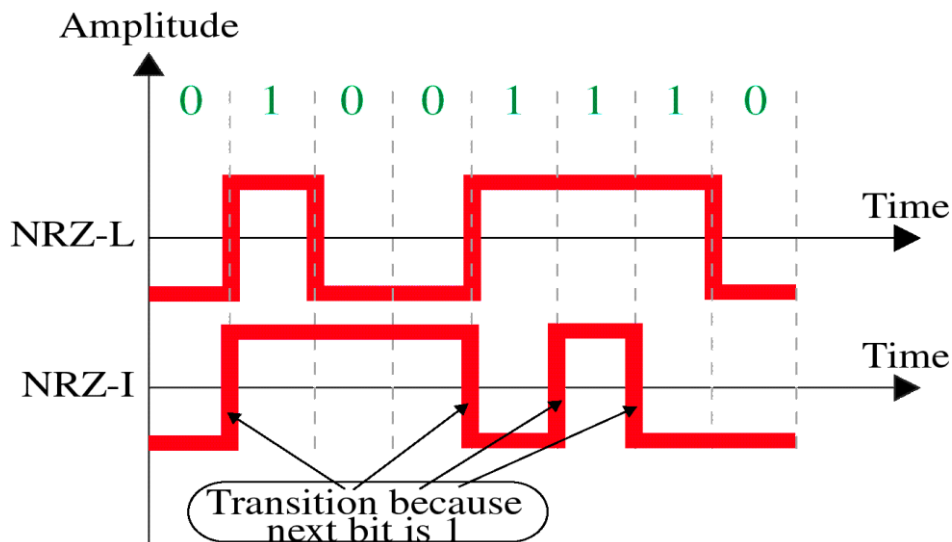 Amplitude
0 1 0 0 1 1 1 0
Time
NRZ-L
Time
NRZ-I
Transition because
next bit is 1